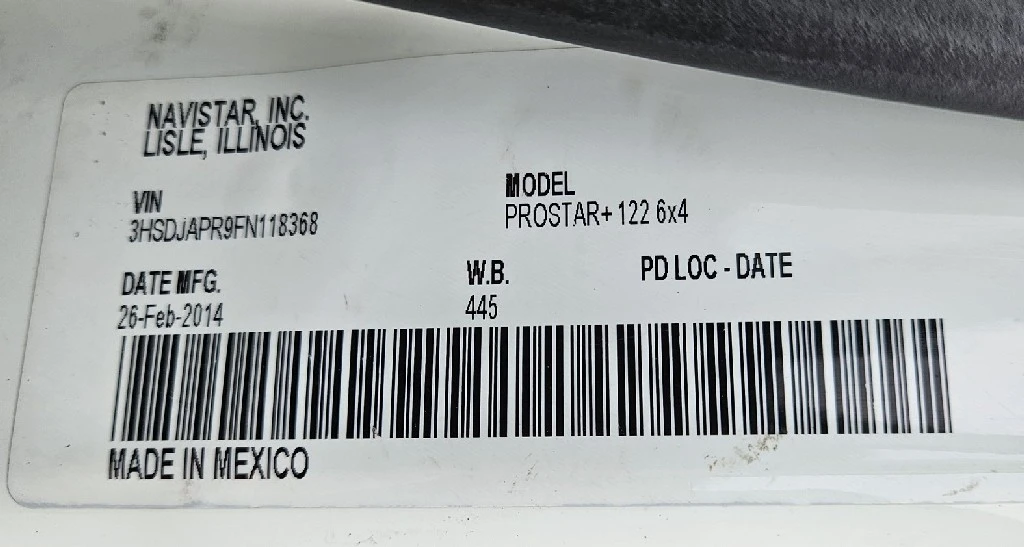 NAVISTAR, INC.
LISLE, ILLINOIS
VIN
3HSDJAPR9FN118368
MODEL
PROSTAR+ 122 6x4
DATE MFG.
26-Feb-2014
W.B.
445
PD LOC - DATE
MADE IN MEXICO